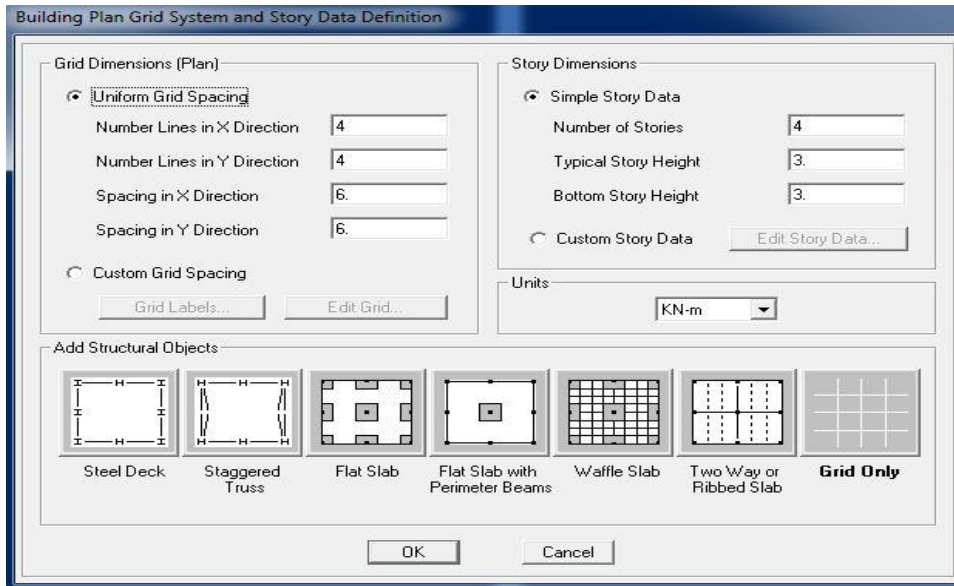 Building Plan Grid System and Story Data Definition
Grid Dimensions (Plan)
Uniform Grid Spacing
Number Lines in X Direction 4
Number Lines in Y Direction 4
Spacing in X Direction 6.
Spacing in Y Direction 6.
Custom Grid Spacing
Grid Labels... Edit Grid...
Story Dimensions
Simple Story Data
Number of Stories 4
Typical Story Height 3.
Bottom Story Height 3.
Custom Story Data Edit Story Data...
Units
KN-m
Add Structural Objects
Steel Deck
Staggered
Truss
Flat Slab
Flat Slab with
Perimeter Beams
Waffle Slab
Two Way or
Ribbed Slab
Grid Only
OK Cancel